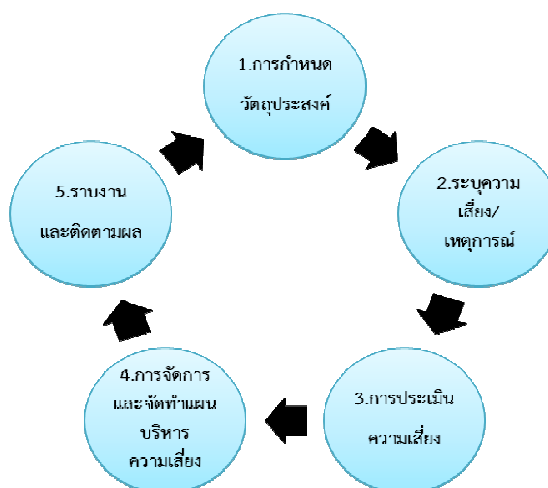 1.การกำหนด
วัตถุประสงค์
2.ระบุความ
เสี่ยง/
เหตุการณ์
3.การประเมิน
ความเสี่ยง
4.การจัดการ
และจัดทำแผน
บริหาร
ความเสี่ยง
5.ราบงาน
และติดตามผล